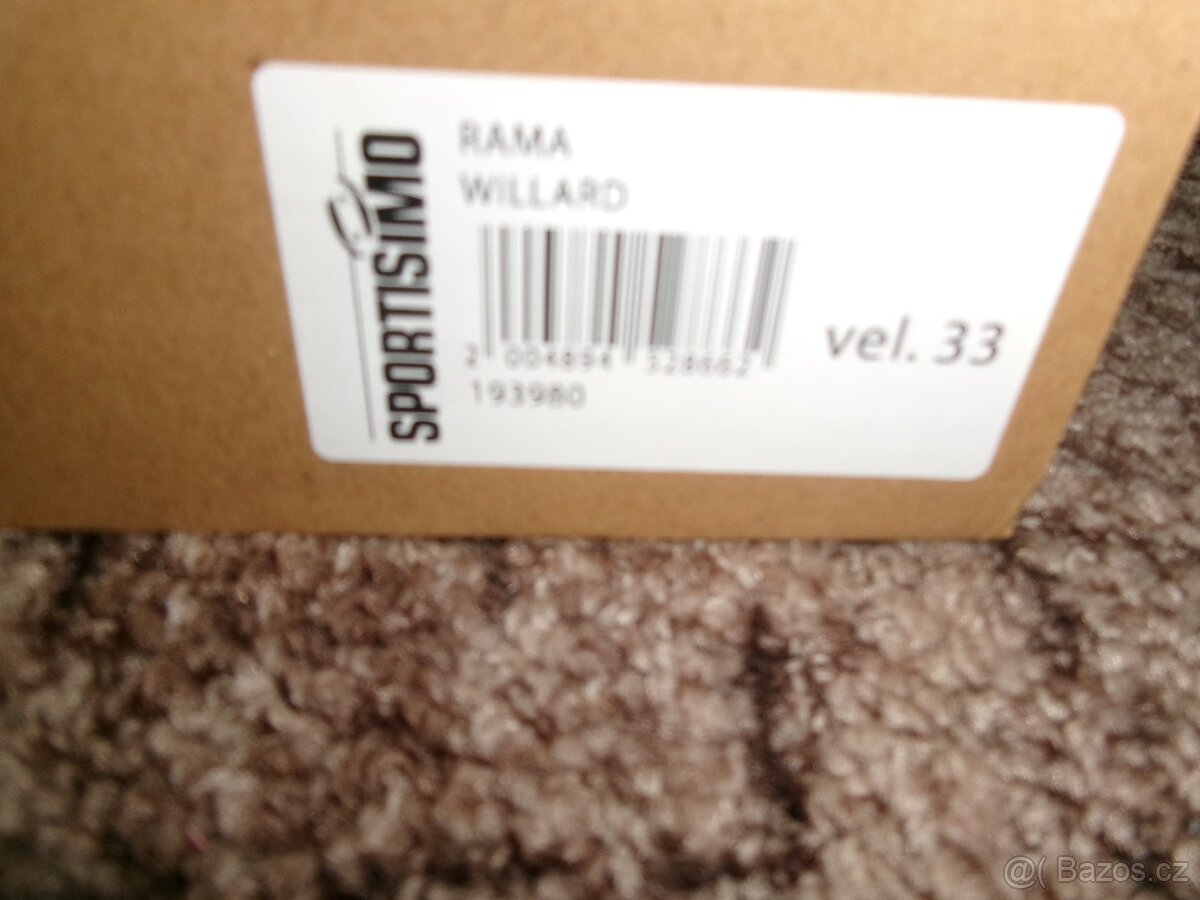 SPORTISIMO
RAMA
WILLARD
2 004894 328662
193980
vel. 33
@( Bazos.cz